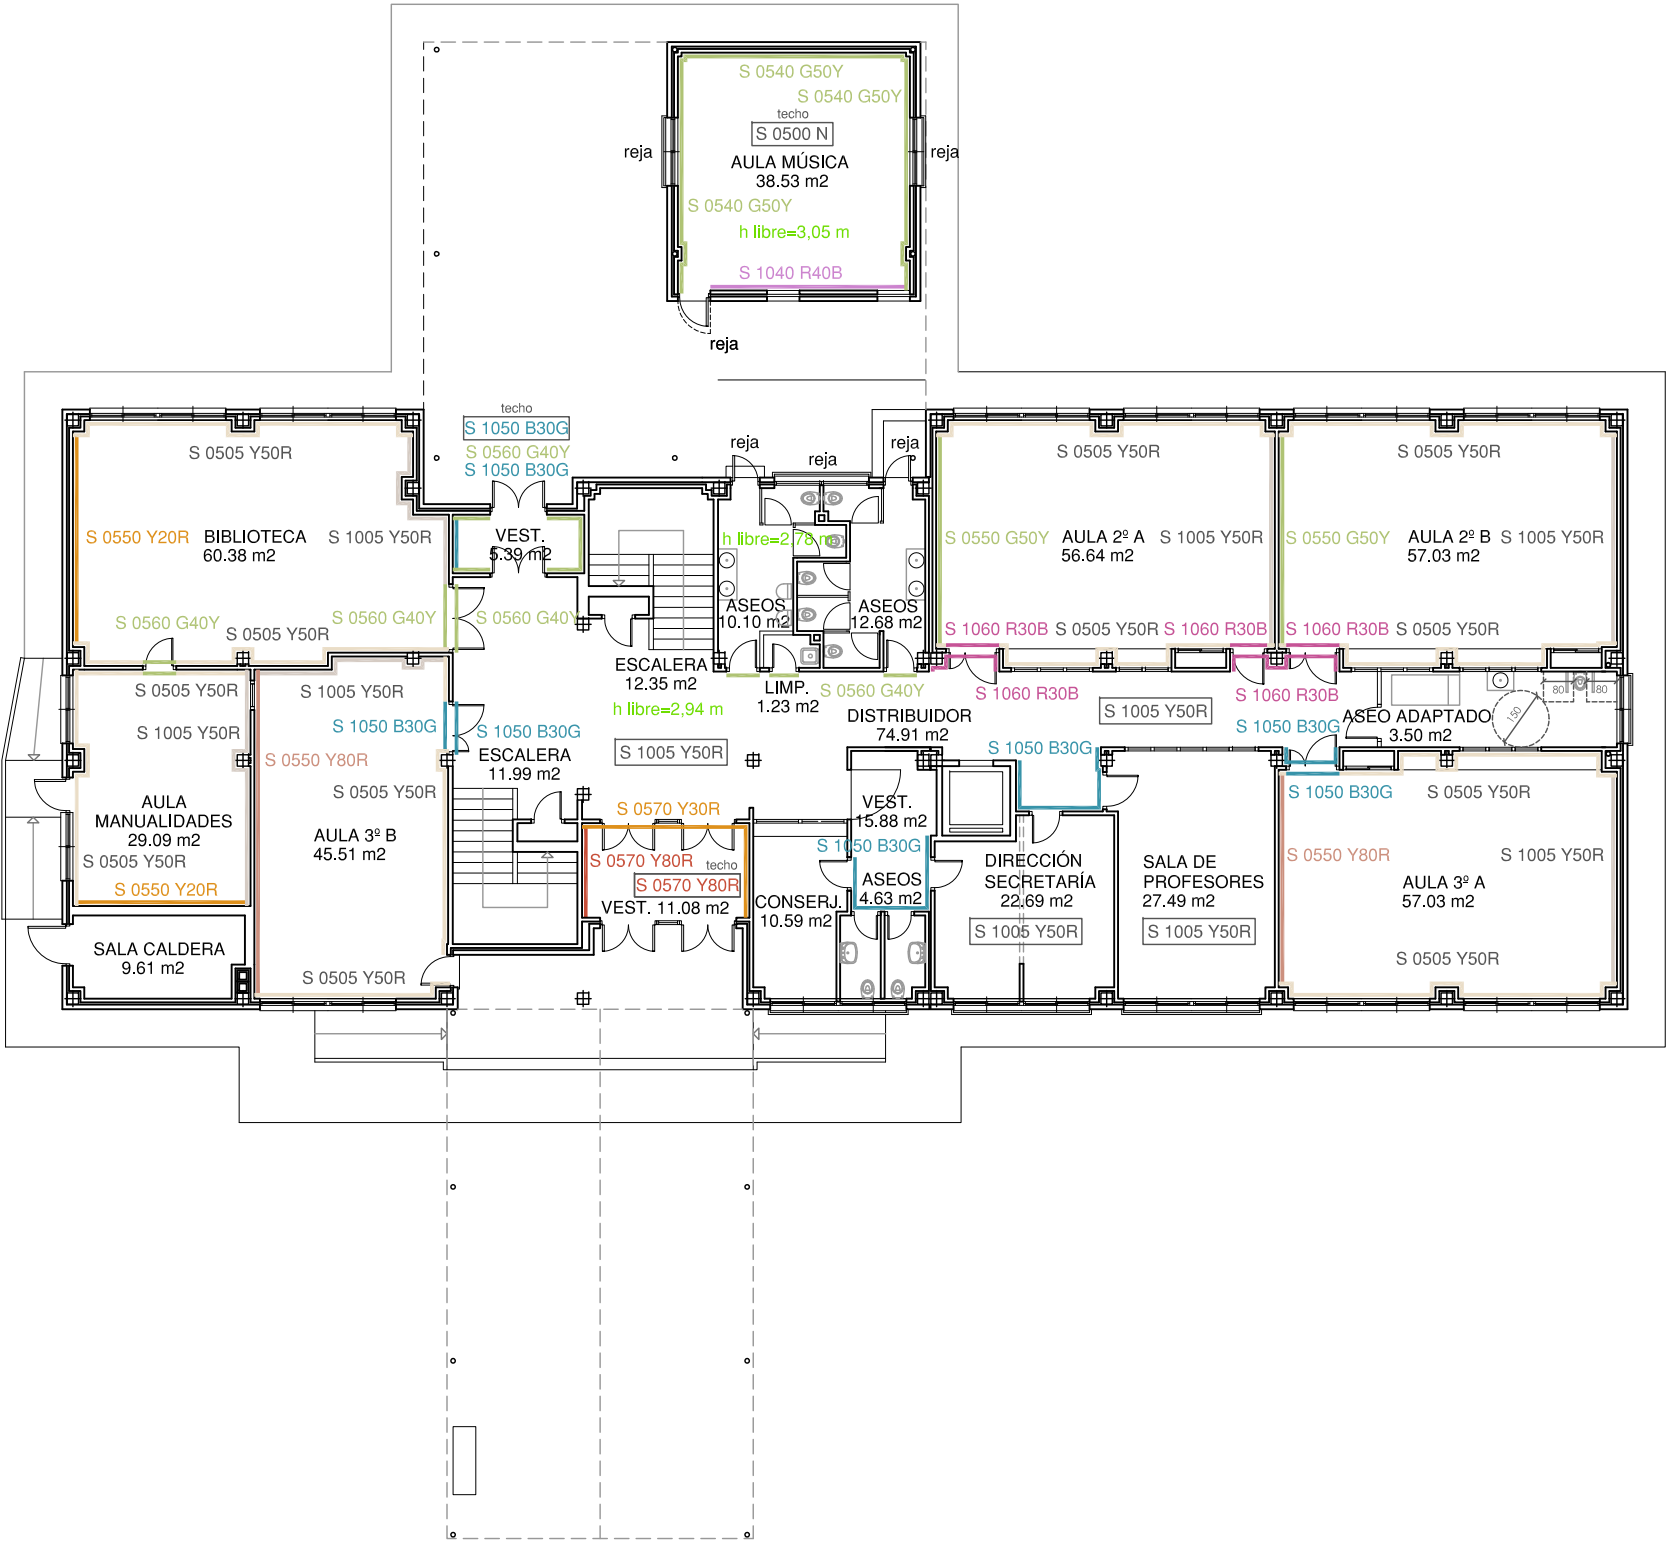 S 0540 G50Y
S 0540 G50Y
techo
S 0500 N
reja
reja
AULA MÚSICA
38.53 m2
S 0540 G50Y
h libre=3,05 m
S 1040 R40B
reja
techo
S 1050 B30G
S 0560 G40Y
S 1050 B30G
reja
reja
reja
S 0505 Y50R
S 0505 Y50R
S 0505 Y50R
S 0550 Y20R
BIBLIOTECA
60.38 m2
S 1005 Y50R
VEST.
5.39 m2
h libre=2,78 m
S 0550 G50Y
AULA 2º A
56.64 m2
S 1005 Y50R
S 0550 G50Y
AULA 2º B
57.03 m2
S 1005 Y50R
S 0560 G40Y
S 0505 Y50R
S 0560 G40Y
S 0560 G40Y
ASEOS
10.10 m2
ASEOS
12.68 m2
S 1060 R30B
S 0505 Y50R
S 1060 R30B
S 1060 R30B
S 0505 Y50R
ESCALERA
12.35 m2
h libre=2,94 m
LIMP.
1.23 m2
S 0560 G40Y
S 1060 R30B
S 1060 R30B
DISTRIBUIDOR
74.91 m2
S 1005 Y50R
S 1050 B30G
ASEO ADAPTADO
3.50 m2
80
80
150
S 0505 Y50R
S 1005 Y50R
S 1005 Y50R
S 1050 B30G
S 1050 B30G
S 0550 Y80R
ESCALERA
11.99 m2
S 1005 Y50R
S 1050 B30G
S 0505 Y50R
AULA
MANUALIDADES
29.09 m2
S 0505 Y50R
S 0550 Y20R
AULA 3º B
45.51 m2
S 0570 Y30R
S 0570 Y80R
techo
S 0570 Y80R
VEST. 11.08 m2
VEST.
15.88 m2
S 1050 B30G
ASEOS
4.63 m2
CONSERJ.
10.59 m2
DIRECCIÓN
SECRETARÍA
22.69 m2
S 1005 Y50R
SALA DE
PROFESORES
27.49 m2
S 1005 Y50R
S 1050 B30G
S 0505 Y50R
S 0550 Y80R
S 1005 Y50R
AULA 3º A
57.03 m2
S 0505 Y50R
SALA CALDERA
9.61 m2
S 0505 Y50R